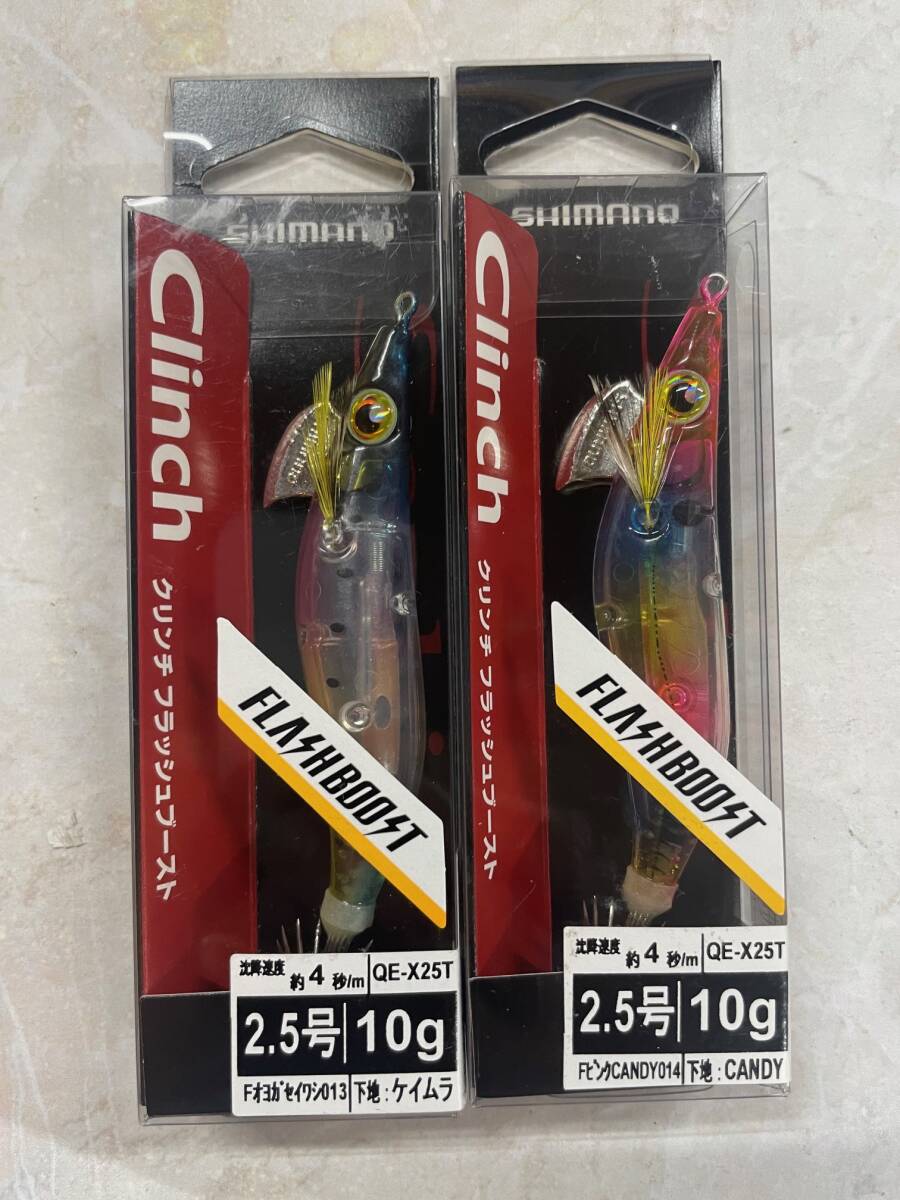 SHIMANO
Clinch
クリンチ フラッシュブースト
FLASHBOOST
沈降速度 約4秒/m QE-X25T
2.5号 10g
Fオヨガセイワシ013 下地:ケイムラ
SHIMANO
Clinch
クリンチ フラッシュブースト
FLASHBOOST
沈降速度 約4秒/m QE-X25T
2.5号 10g
FピンクCANDY014 下地:CANDY